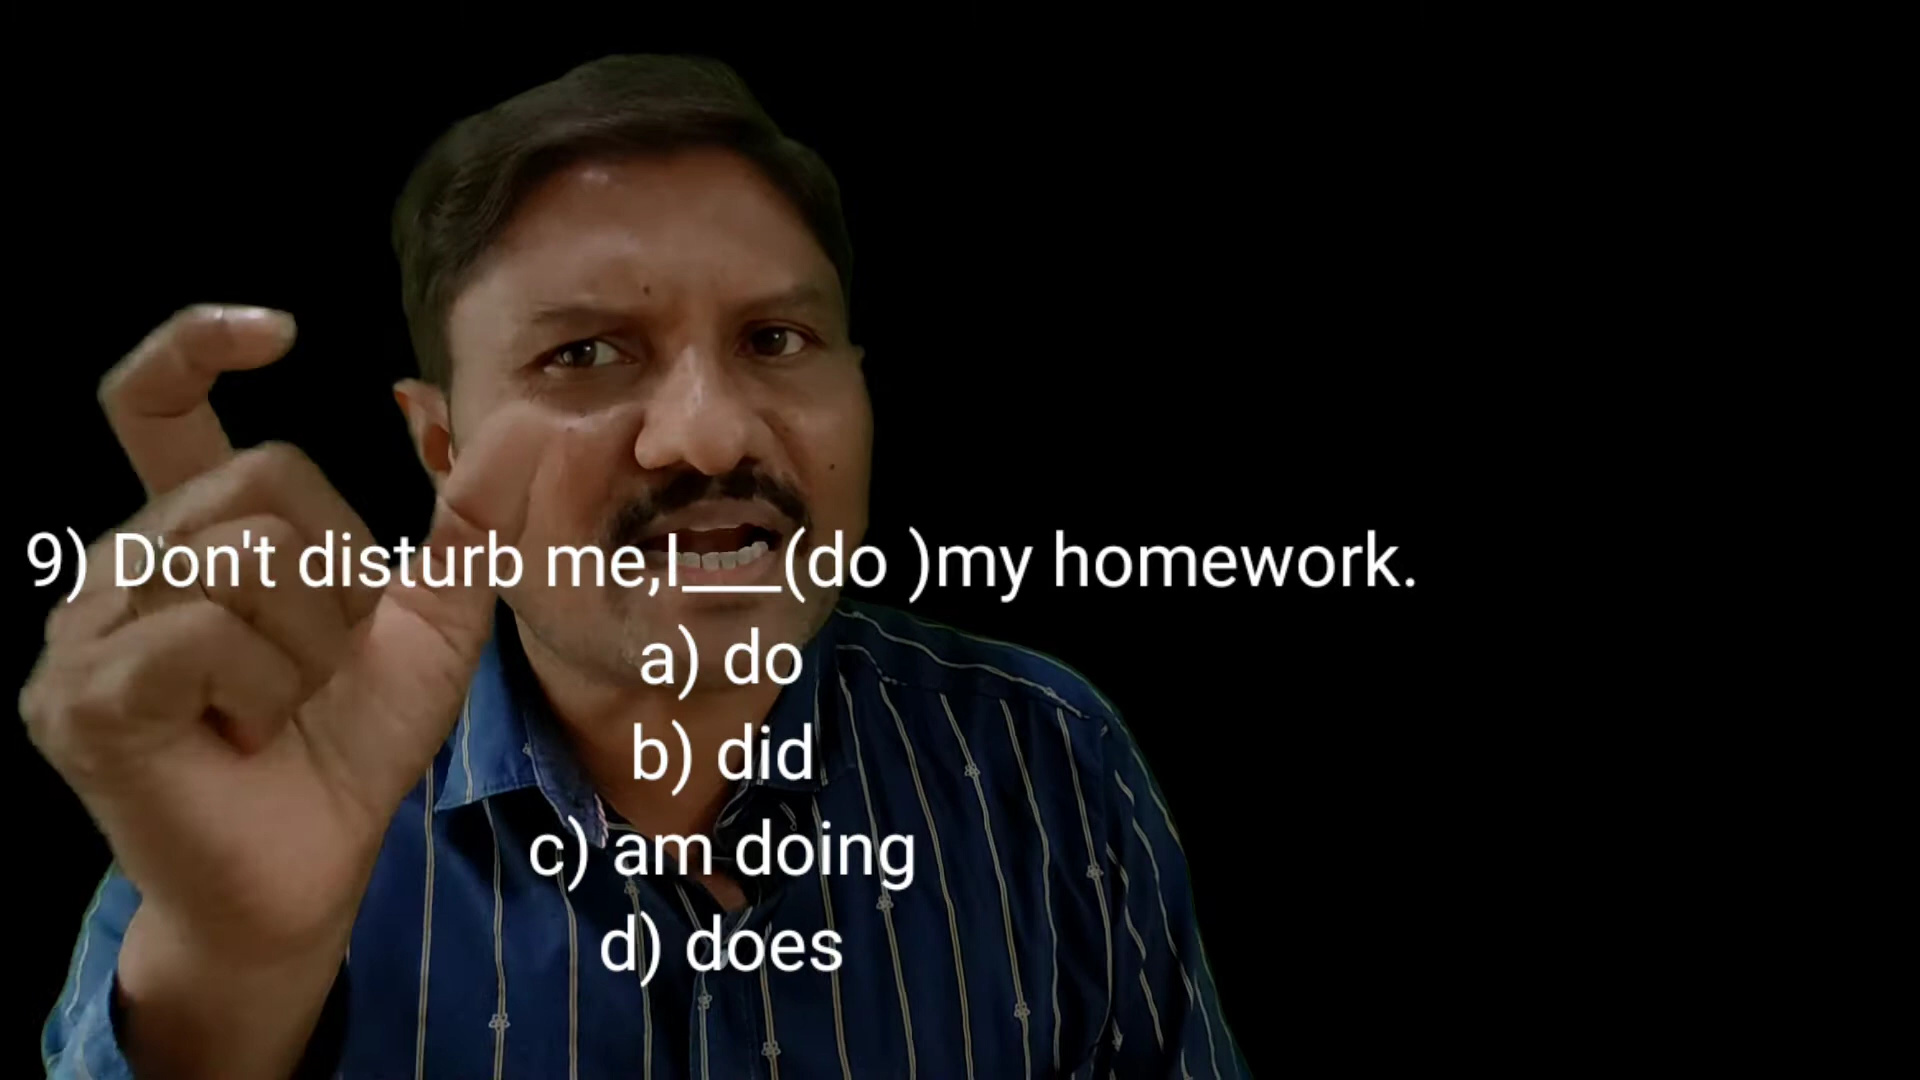 9) Don't disturb me,I___(do )my homework.
a) do
b) did
c) am doing
d) does